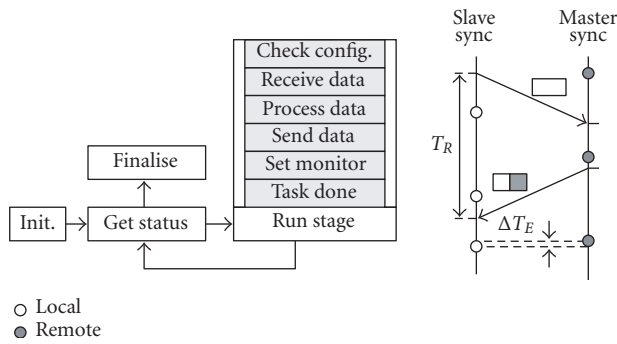 Check config.
Receive data
Process data
Send data
Set monitor
Task done
Run stage
Finalise
Init.
Get status
Local
Remote
Slave
sync
Master
sync
T_R
ΔT_E